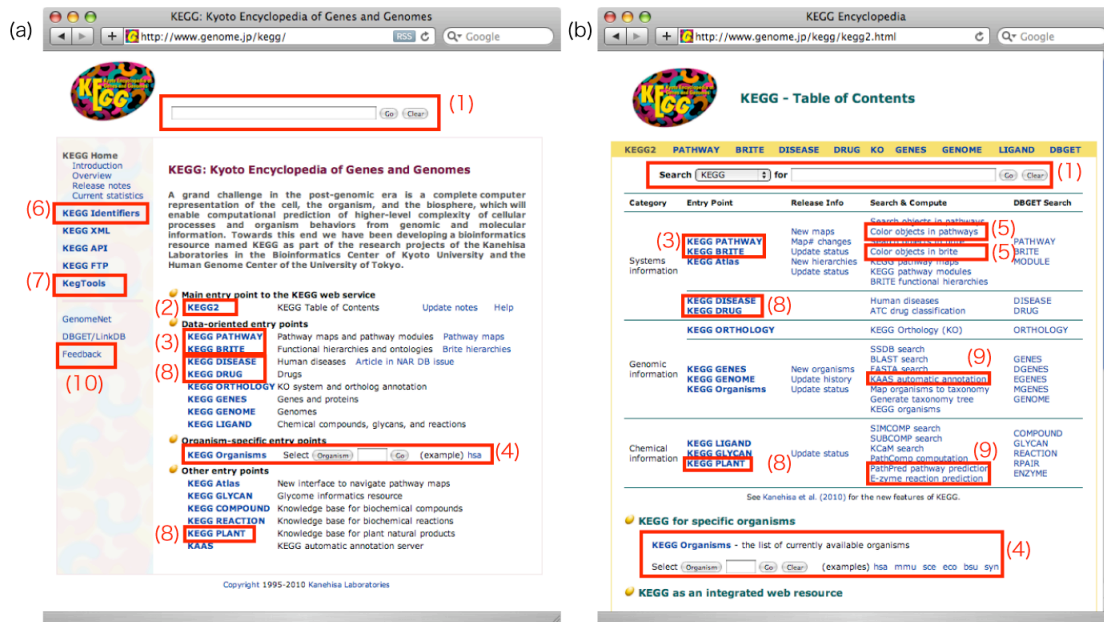 (a)
KEGG: Kyoto Encyclopedia of Genes and Genomes
http://www.genome.jp/kegg/
RSS
Google
Kyoto Encyclopedia of Genes and Genomes
KEGG
Go Clear
(1)
KEGG Home
Introduction
Overview
Release notes
Current statistics
(6) KEGG Identifiers
KEGG XML
KEGG API
KEGG FTP
(7) KegTools
GenomeNet
DBGET/LinkDB
Feedback
(10)
KEGG: Kyoto Encyclopedia of Genes and Genomes
A grand challenge in the post-genomic era is a complete computer
representation of the cell, the organism, and the biosphere, which will
enable computational prediction of higher-level complexity of cellular
processes and organism behaviors from genomic and molecular
information. Towards this end we have been developing a bioinformatics
resource named KEGG as part of the research projects of the Kanehisa
Laboratories in the Bioinformatics Center of Kyoto University and the
Human Genome Center of the University of Tokyo.
Main entry point to the KEGG web service
(2) KEGG2 KEGG Table of Contents Update notes Help
Data-oriented entry points
(3) KEGG PATHWAY Pathway maps and pathway modules Pathway maps
KEGG BRITE Functional hierarchies and ontologies Brite hierarchies
(8) KEGG DISEASE Human diseases Article in NAR DB issue
KEGG DRUG Drugs
KEGG ORTHOLOGY KO system and ortholog annotation
KEGG GENES Genes and proteins
KEGG GENOME Genomes
KEGG LIGAND Chemical compounds, glycans, and reactions
Organism-specific entry points
KEGG Organisms Select Organism Go (example) hsa (4)
Other entry points
KEGG Atlas New interface to navigate pathway maps
KEGG GLYCAN Glycome informatics resource
KEGG COMPOUND Knowledge base for biochemical compounds
KEGG REACTION Knowledge base for biochemical reactions
(8) KEGG PLANT Knowledge base for plant natural products
KAAS KEGG automatic annotation server
Copyright 1995-2010 Kanehisa Laboratories
(b)
KEGG Encyclopedia
http://www.genome.jp/kegg/kegg2.html
Google
KEGG
KEGG - Table of Contents
KEGG2 PATHWAY BRITE DISEASE DRUG KO GENES GENOME LIGAND DBGET
Search KEGG for Go Clear
(1)
Category Entry Point Release Info Search & Compute DBGET Search
Systems information
(3) KEGG PATHWAY
KEGG BRITE
KEGG Atlas
New maps
Map# changes
Update status
New hierarchies
Update status
Search objects in pathways
Color objects in pathways (5)
Search objects in brite
Color objects in brite (5)
KEGG pathway maps
KEGG pathway modules
BRITE functional hierarchies
PATHWAY
BRITE
MODULE
KEGG DISEASE Human diseases DISEASE
KEGG DRUG (8) ATC drug classification DRUG
KEGG ORTHOLOGY KEGG Orthology (KO) ORTHOLOGY
Genomic information
KEGG GENES
KEGG GENOME
KEGG Organisms
New organisms
Update history
Update status
SSDB search
BLAST search
FASTA search
(9)
KAAS automatic annotation
Map organisms to taxonomy
Generate taxonomy tree
KEGG organisms
GENES
DGENES
EGENES
MGENES
GENOME
Chemical information
KEGG LIGAND
KEGG GLYCAN
KEGG PLANT (8)
Update status
SIMCOMP search
SUBCOMP search
KCaM search
PathComp computation
(9)
PathPred pathway prediction
E-zyme reaction prediction
COMPOUND
GLYCAN
REACTION
RPAIR
ENZYME
See Kanehisa et al. (2010) for the new features of KEGG.
KEGG for specific organisms
KEGG Organisms - the list of currently available organisms
(4)
Select Organism Go Clear (examples) hsa mmu sce eco bsu syn
KEGG as an integrated web resource